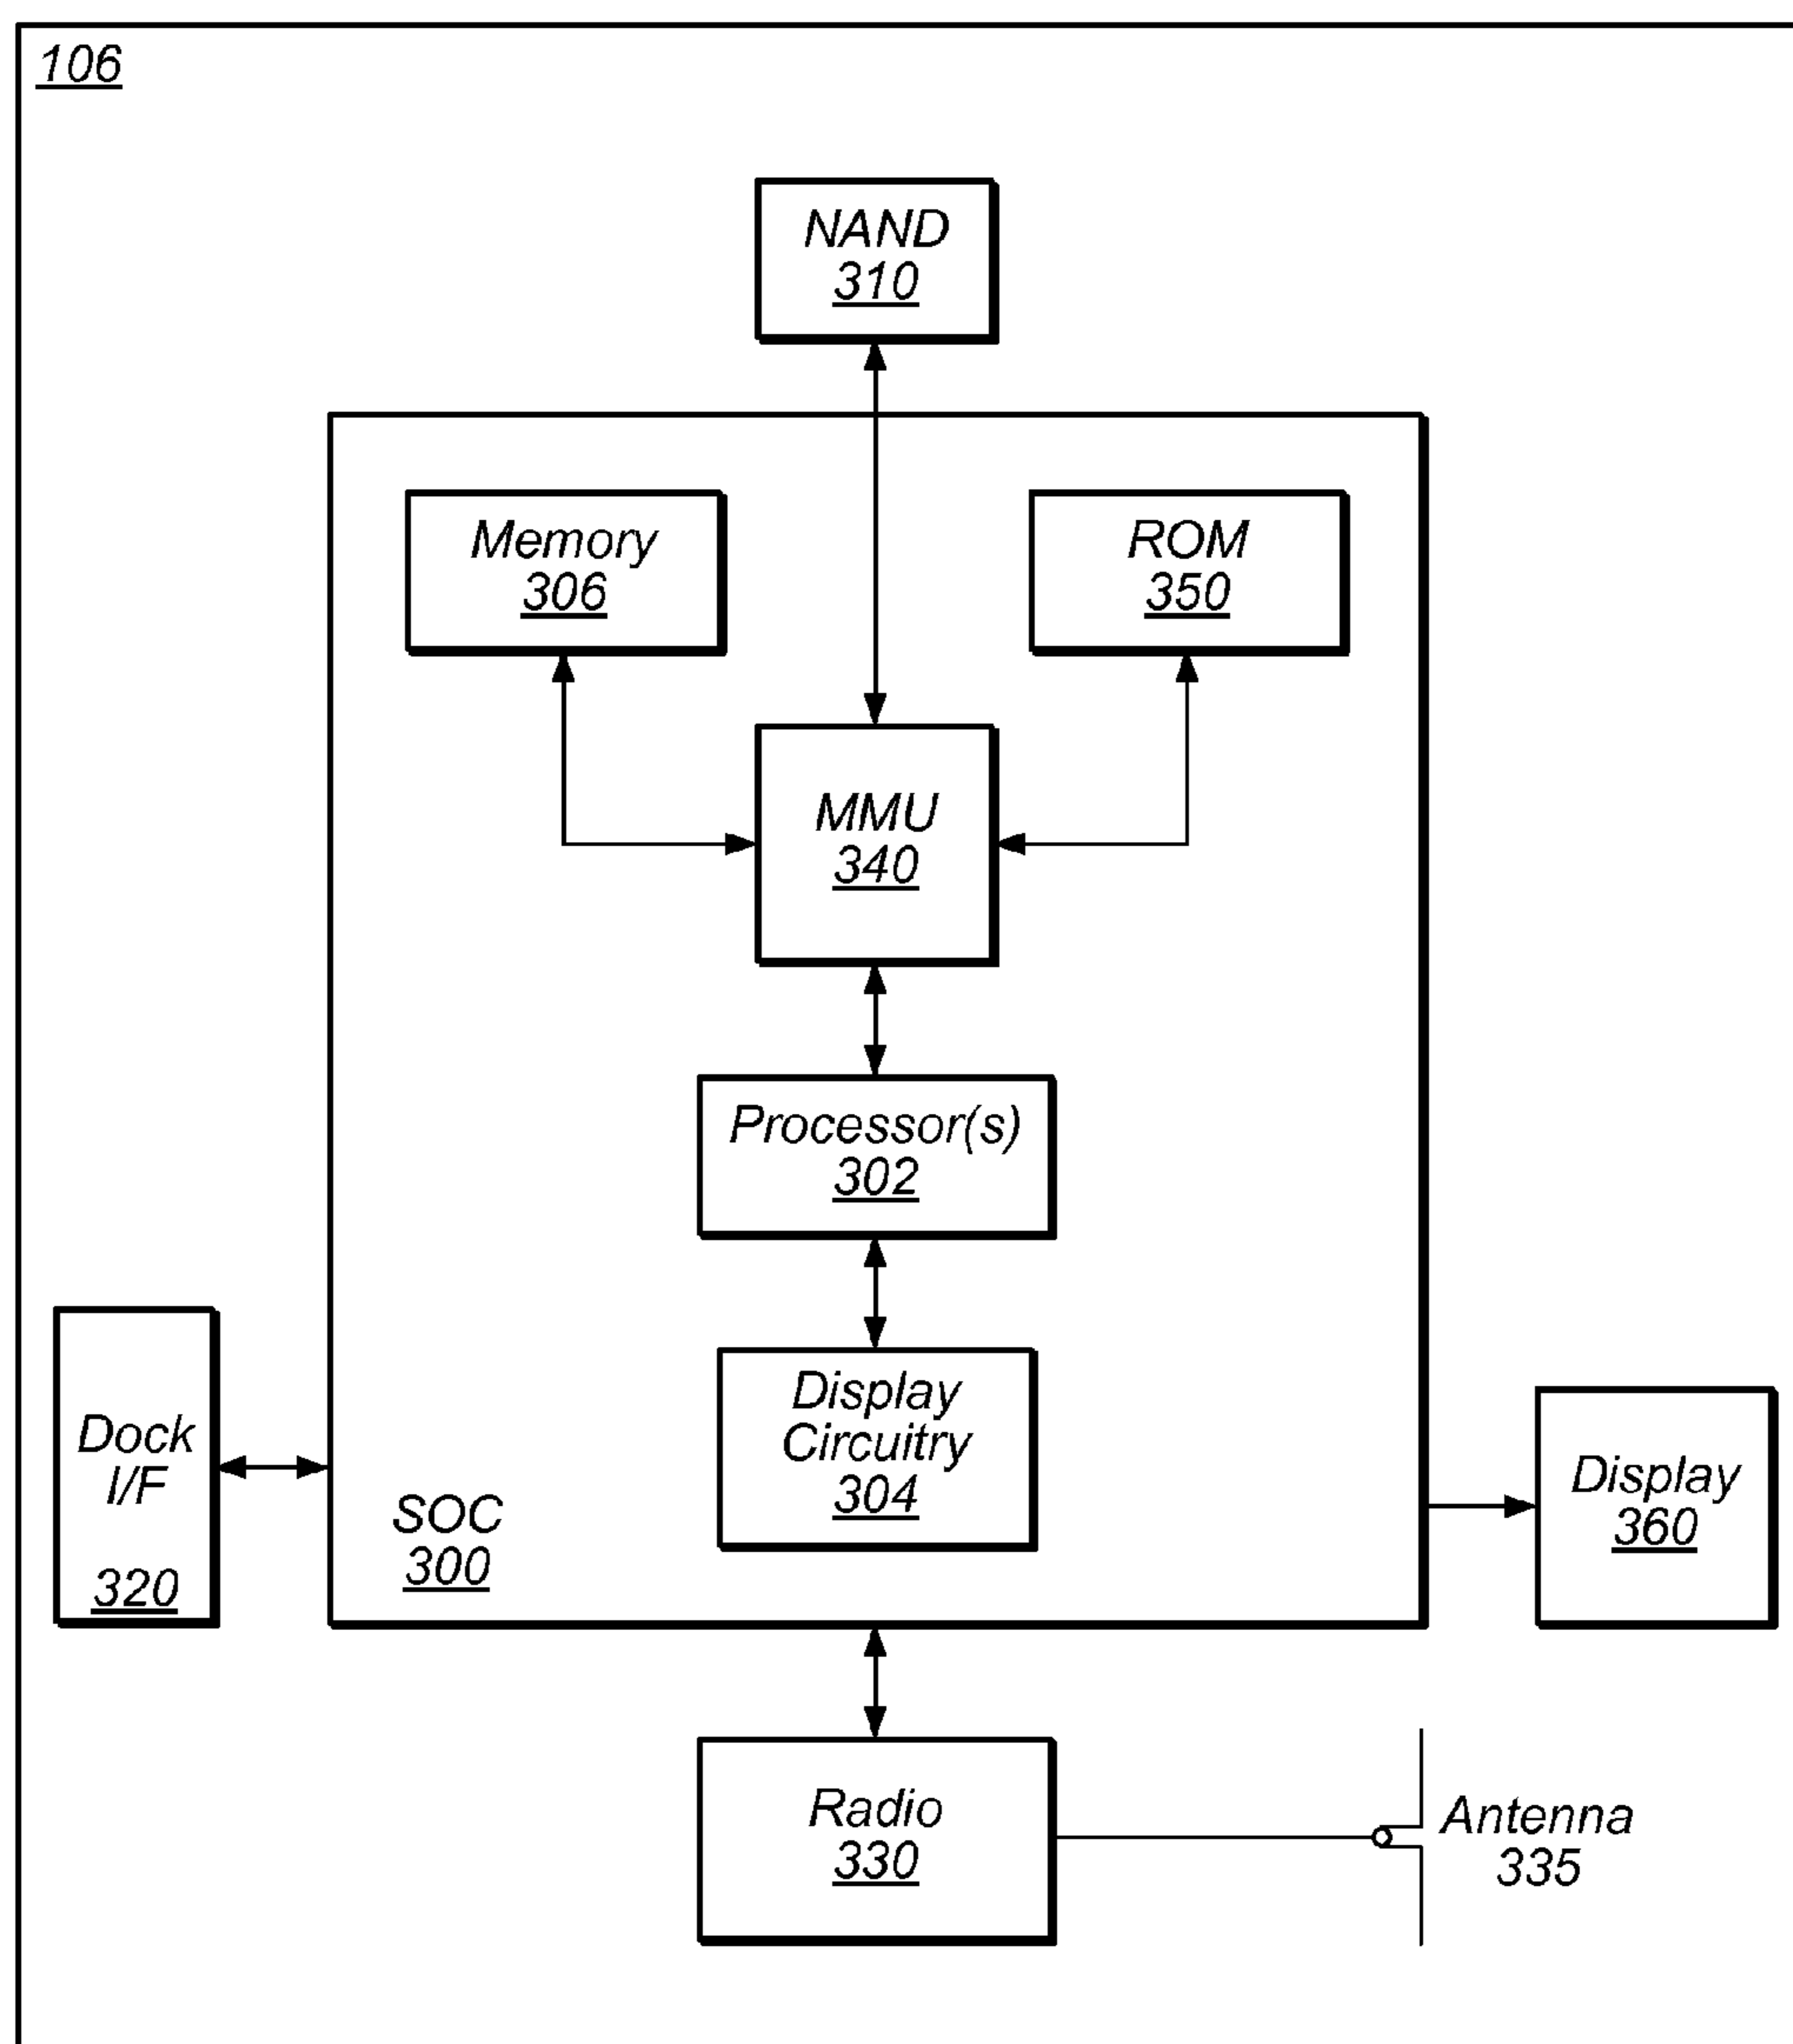 106
NAND
310
Memory
306
ROM
350
MMU
340
Processor(s)
302
Display
Circuitry
304
Dock
I/F
320
SOC
300
Display
360
Radio
330
Antenna
335